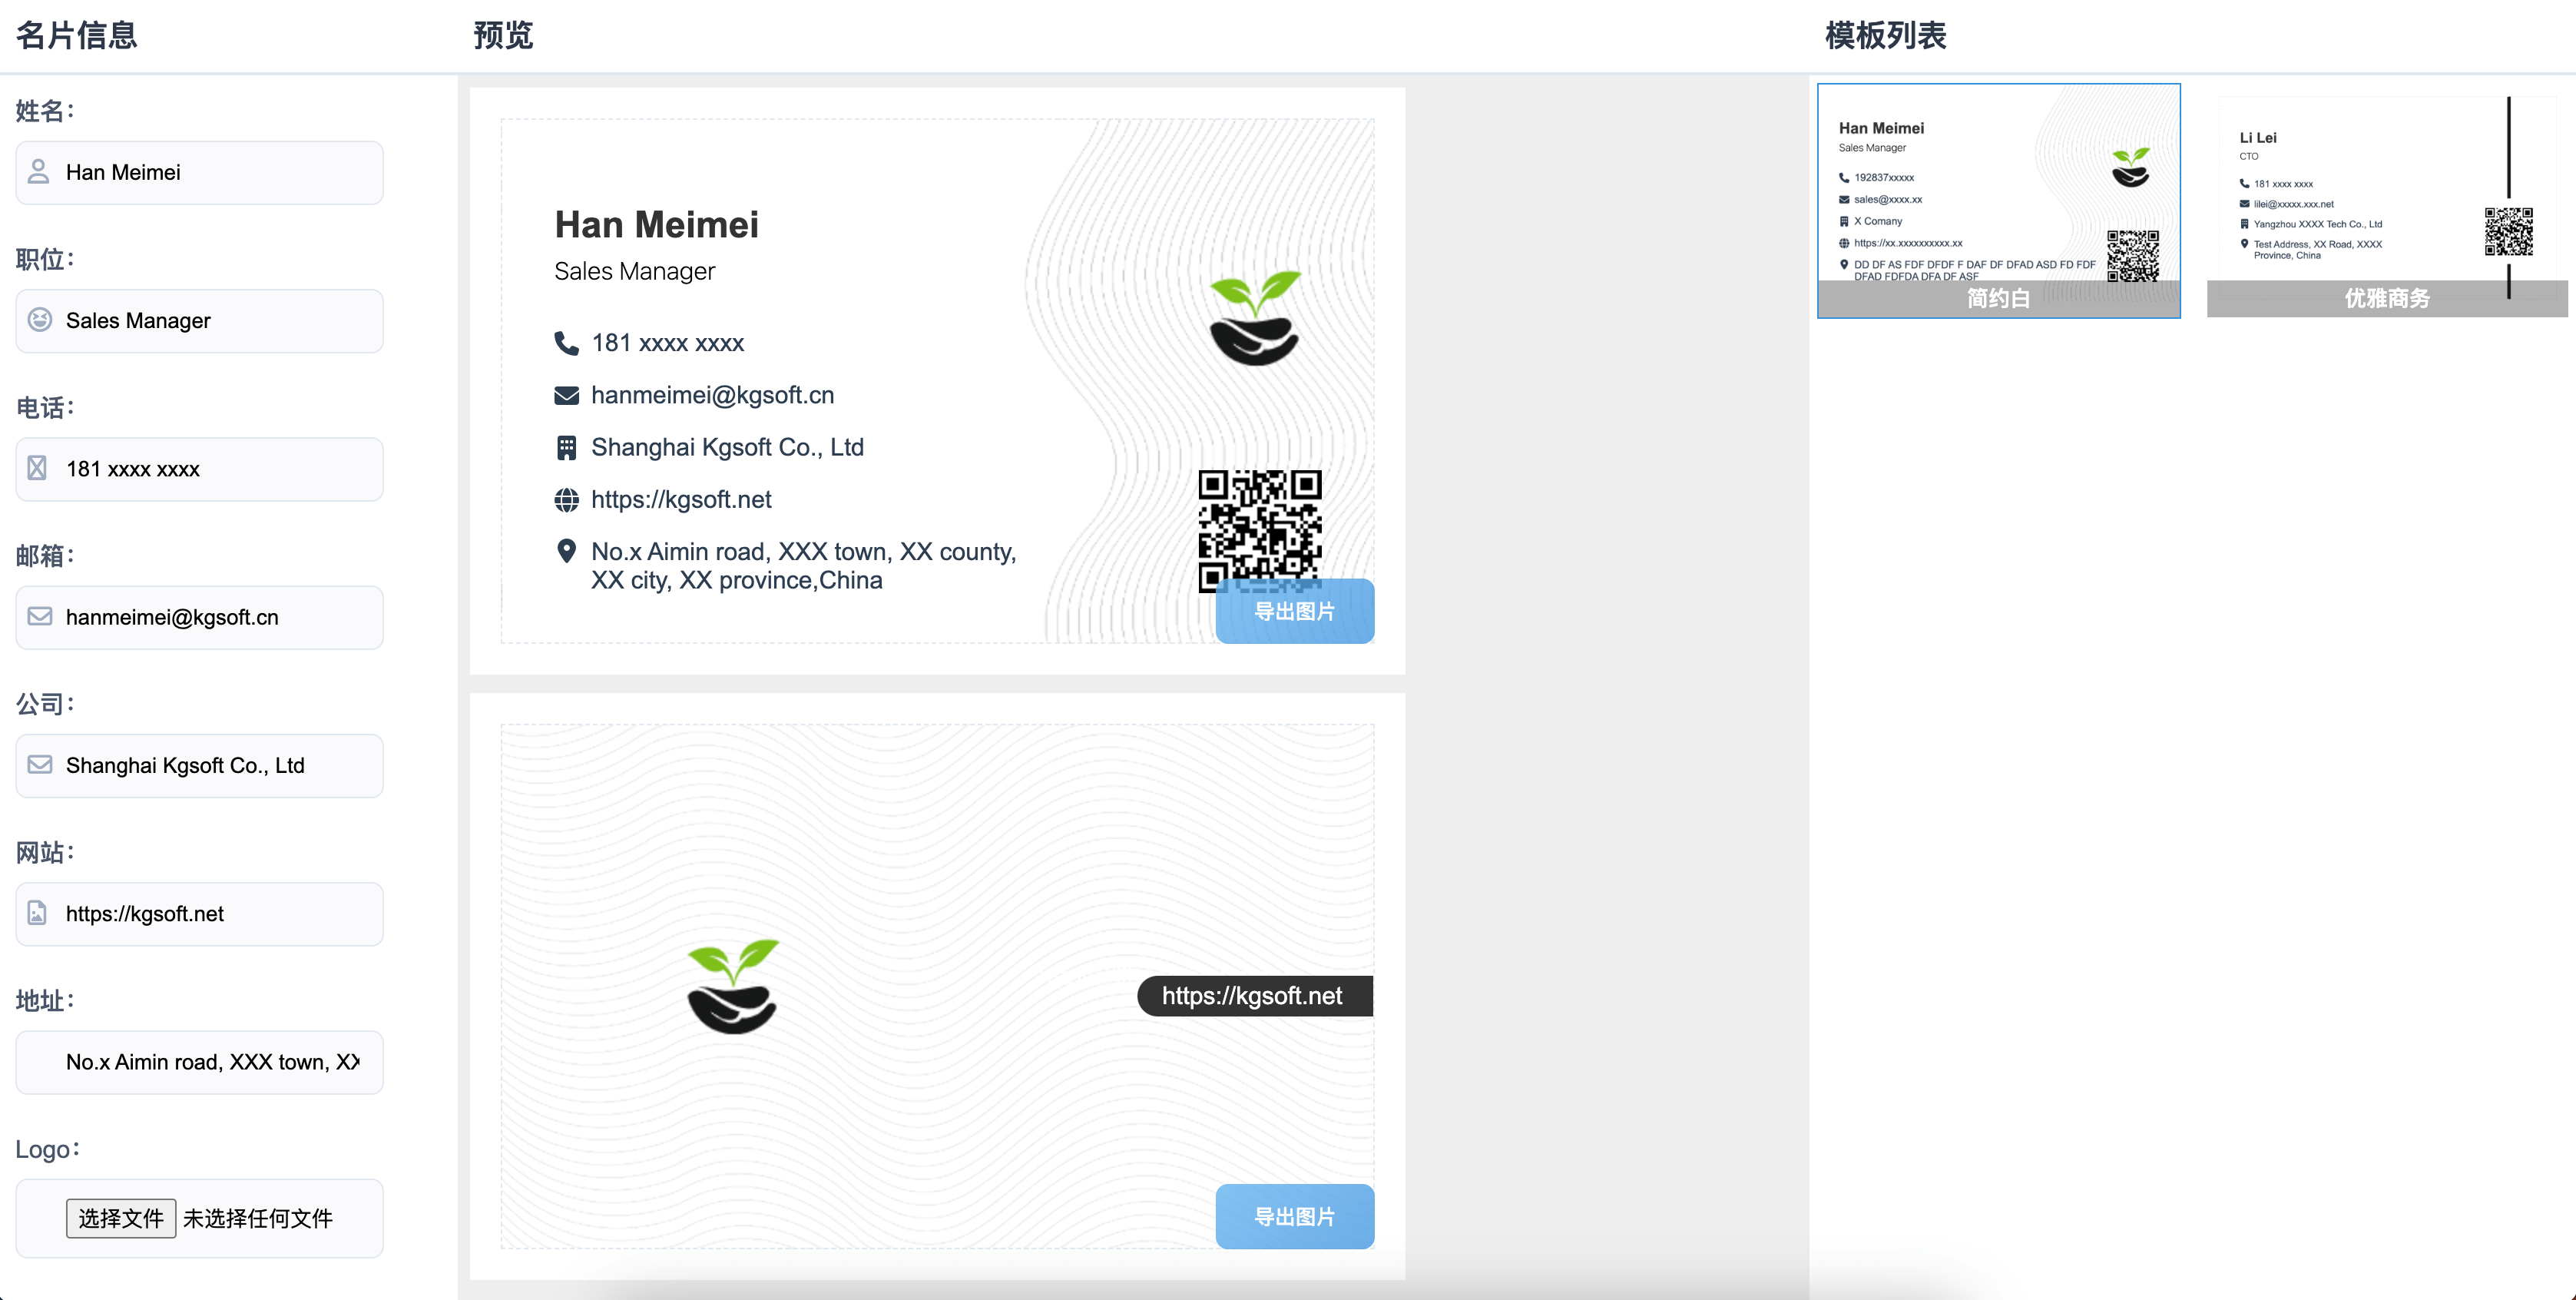 名片信息
预览
模板列表
姓名：
Han Meimei
职位：
Sales Manager
电话：
181 xxxx xxxx
邮箱：
hanmeimei@kgsoft.cn
公司：
Shanghai Kgsoft Co., Ltd
网站：
https://kgsoft.net
地址：
No.x Aimin road, XXX town, XX
Logo：
选择文件 未选择任何文件
Han Meimei
Sales Manager
181 xxxx xxxx
hanmeimei@kgsoft.cn
Shanghai Kgsoft Co., Ltd
https://kgsoft.net
No.x Aimin road, XXX town, XX county,
XX city, XX province,China
导出图片
https://kgsoft.net
导出图片
Han Meimei
Sales Manager
192837xxxxx
sales@xxxx.xx
X Comany
https://xx.xxxxxxxxxx.xx
DD DF AS FDF DFDF F DAF DF DFAD ASD FD FDF
DFAD FDFDA DFA DF ASF
简约白
Li Lei
CTO
181 xxxx xxxx
lilei@xxxxx.xxx.net
Yangzhou XXXX Tech Co., Ltd
Test Address, XX Road, XXXX
Province, China
优雅商务